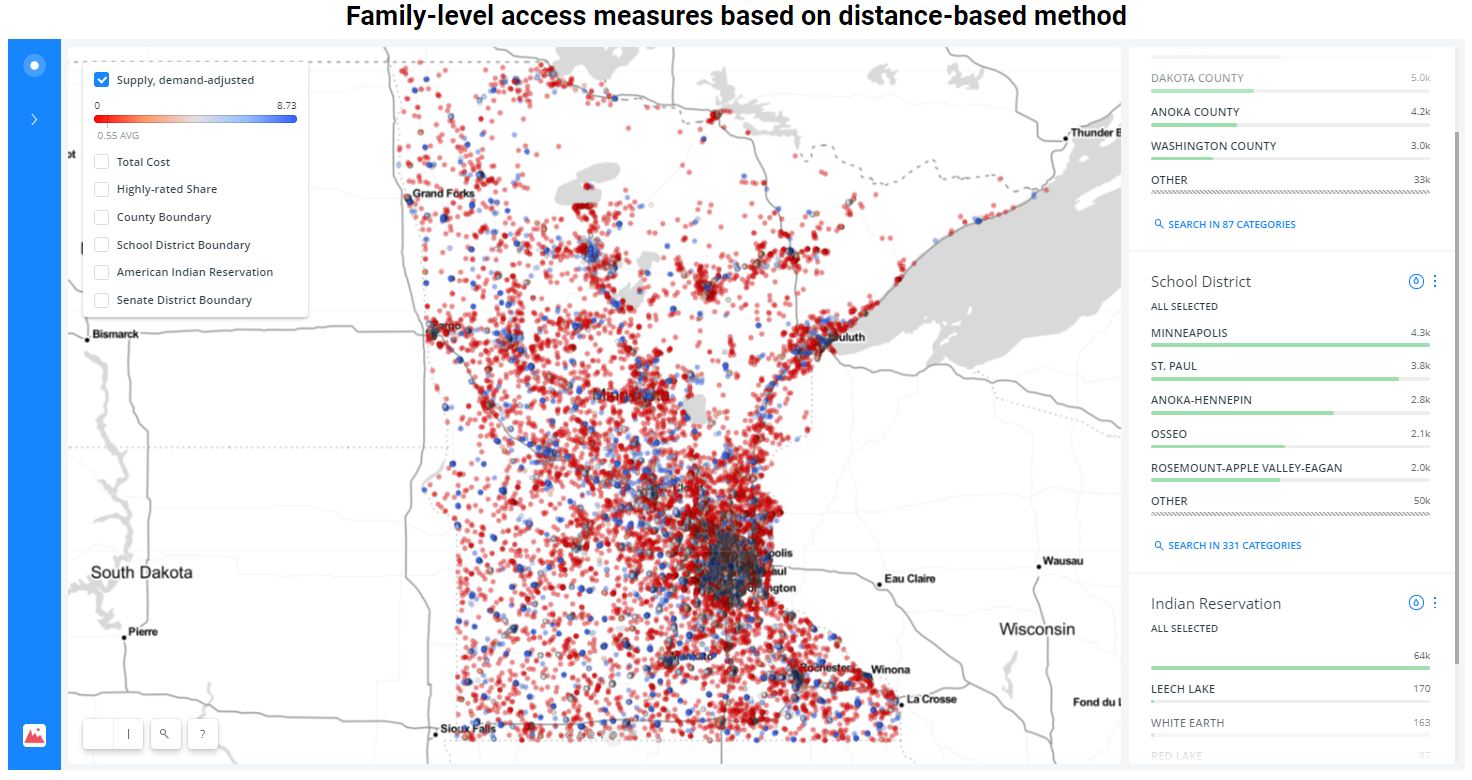 Family-level access measures based on distance-based method
Supply, demand-adjusted
0 8.73
0.55 AVG
Total Cost
Highly-rated Share
County Boundary
School District Boundary
American Indian Reservation
Senate District Boundary
Thunder B
Grand Forks
Bismarck
Fargo
Duluth
Minnesota
South Dakota
Pierre
Wausau
Eau Claire
Wisconsin
Mankato
Rochester
Winona
La Crosse
Fond du L
Sioux Falls
?
DAKOTA COUNTY 5.0k
ANOKA COUNTY 4.2k
WASHINGTON COUNTY 3.0k
OTHER 33k
SEARCH IN 87 CATEGORIES
School District
ALL SELECTED
MINNEAPOLIS 4.3k
ST. PAUL 3.8k
ANOKA-HENNEPIN 2.8k
OSSEO 2.1k
ROSEMOUNT-APPLE VALLEY-EAGAN 2.0k
OTHER 50k
SEARCH IN 331 CATEGORIES
Indian Reservation
ALL SELECTED
64k
LEECH LAKE 170
WHITE EARTH 163
RED LAKE 87